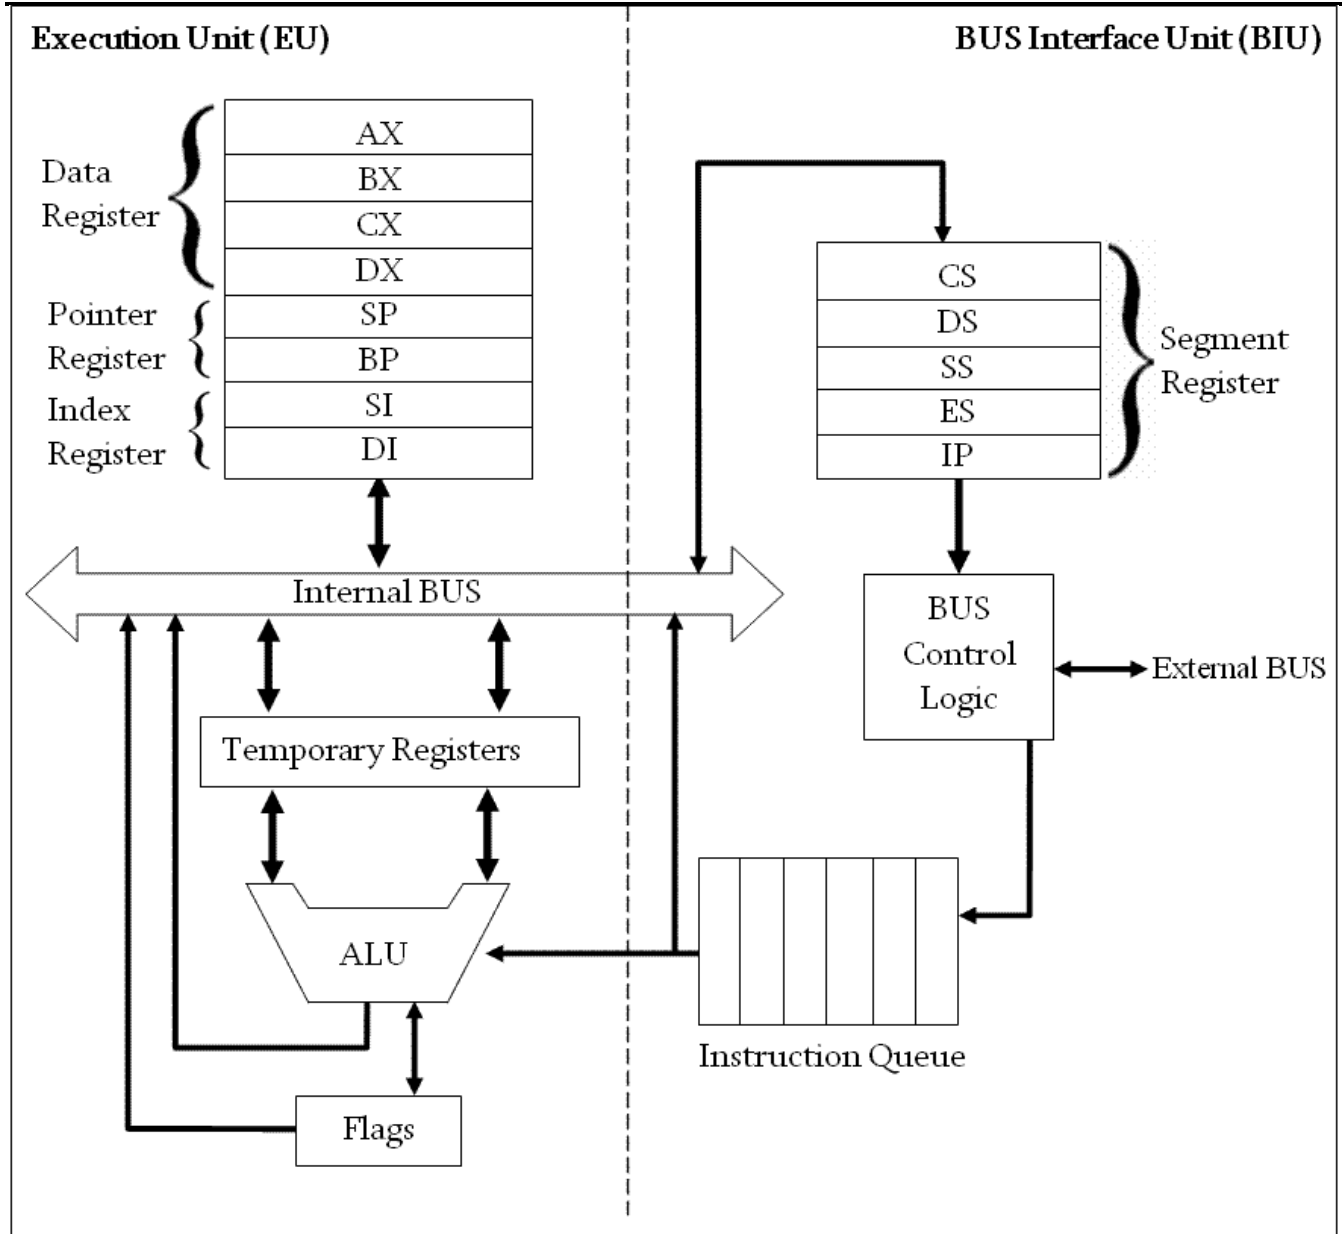 Execution Unit (EU)
BUS Interface Unit (BIU)
Data
Register
AX
BX
CX
DX
Pointer
Register
SP
BP
Index
Register
SI
DI
CS
DS
SS
ES
IP
Segment
Register
Internal BUS
BUS
Control
Logic
External BUS
Temporary Registers
ALU
Instruction Queue
Flags